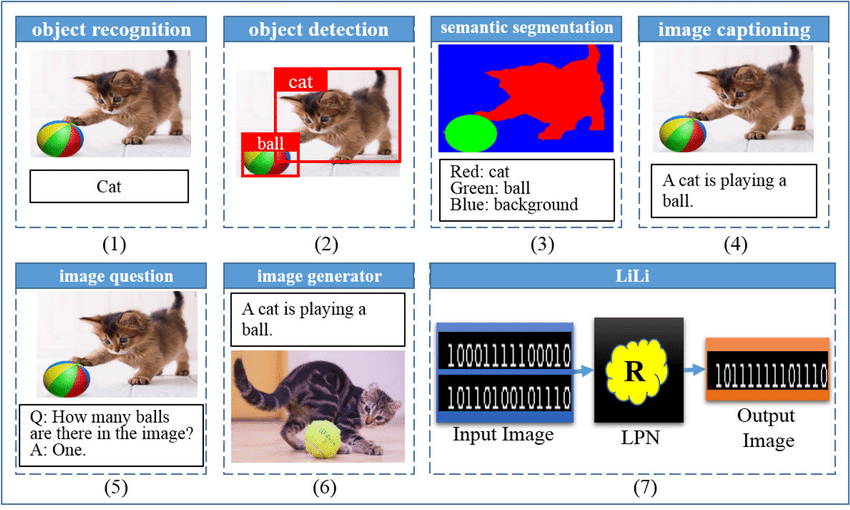 object recognition
Cat
(1)
object detection
cat
ball
(2)
semantic segmentation
Red: cat
Green: ball
Blue: background
(3)
image captioning
A cat is playing a
ball.
(4)
image question
Q: How many balls
are there in the image?
A: One.
(5)
image generator
A cat is playing a
ball.
(6)
LiLi
10001111100010
10110100101110
Input Image
R
LPN
10111111101110
Output
Image
(7)